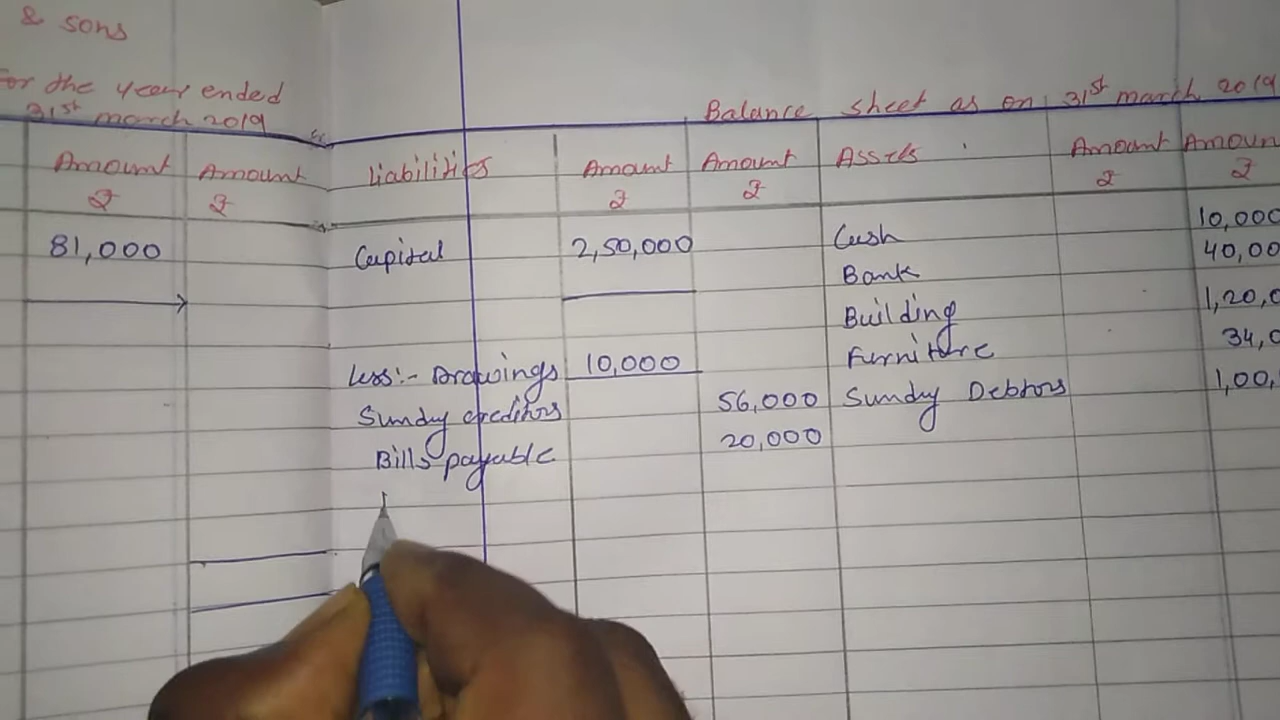 & sons
For the year ended
31st march 2019
Balance sheet as on 31st march 2019
Amount ₹ Amount ₹ Liabilities Amount ₹ Amount ₹ Assets Amount ₹ Amoun ₹
81,000 Capital 2,50,000 Cash 10,000
Bank 40,00
Building 1,20,0
Less:- Drawings 10,000 Furniture 34,0
Sundry creditors 56,000 Sundry Debtors 1,00,
Bills payable 20,000